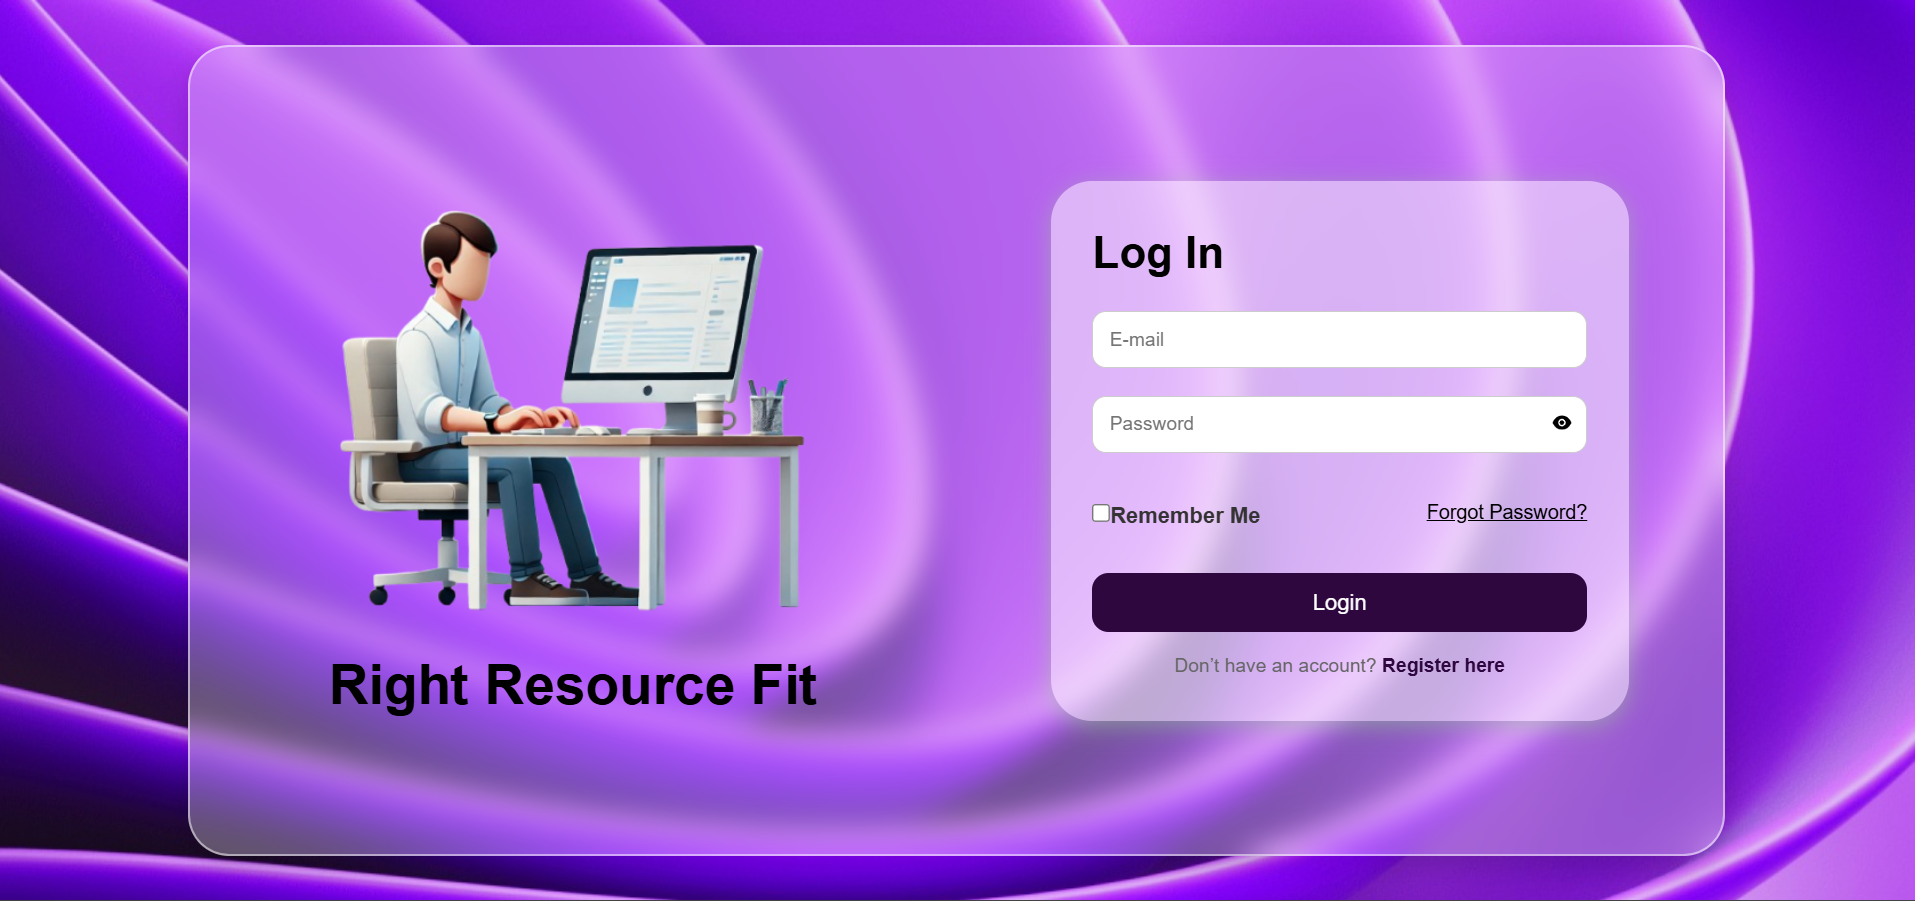 Log In
E-mail
Password
Remember Me
Forgot Password?
Login
Don't have an account? Register here
Right Resource Fit